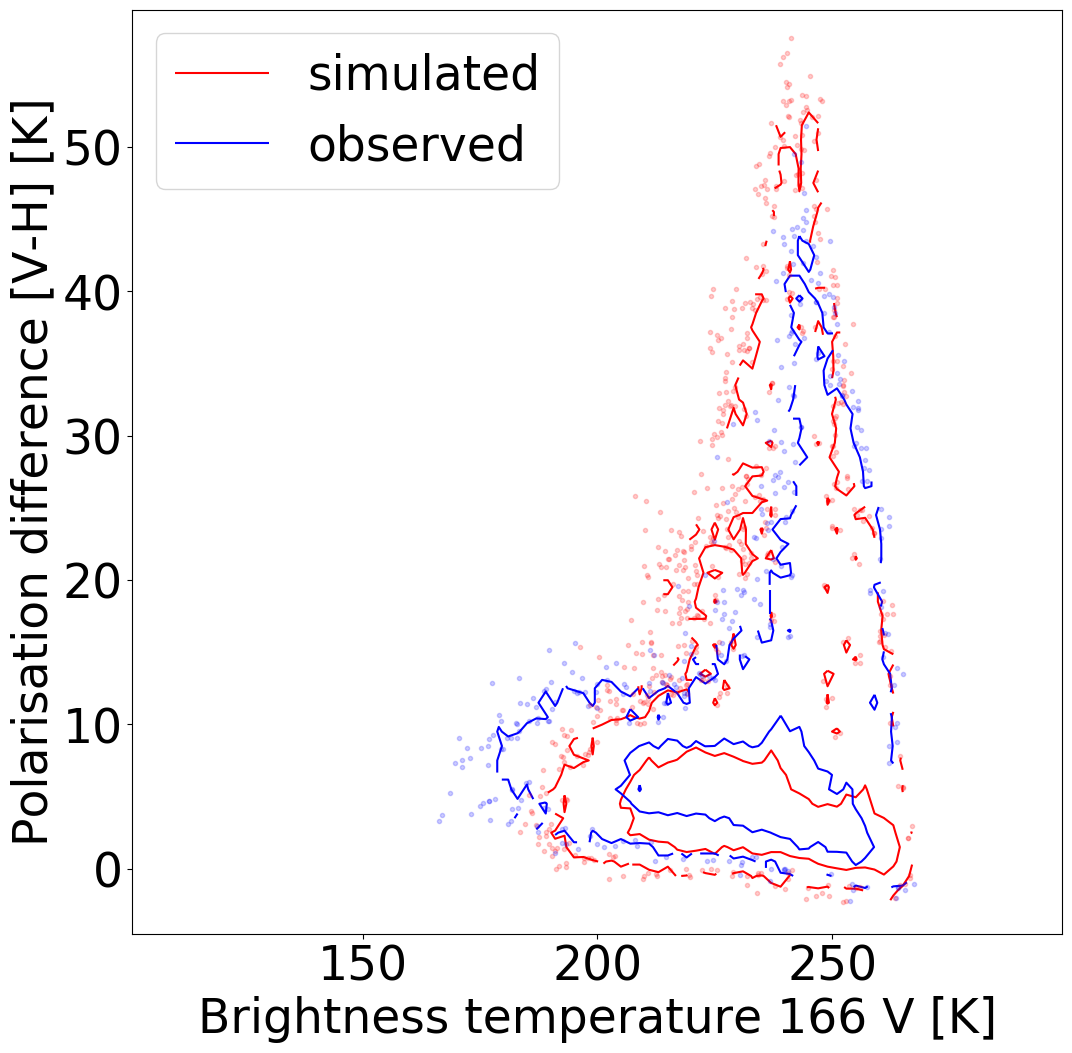 simulated
observed
Polarisation difference [V-H] [K]
50
40
30
20
10
0
150 200 250
Brightness temperature 166 V [K]